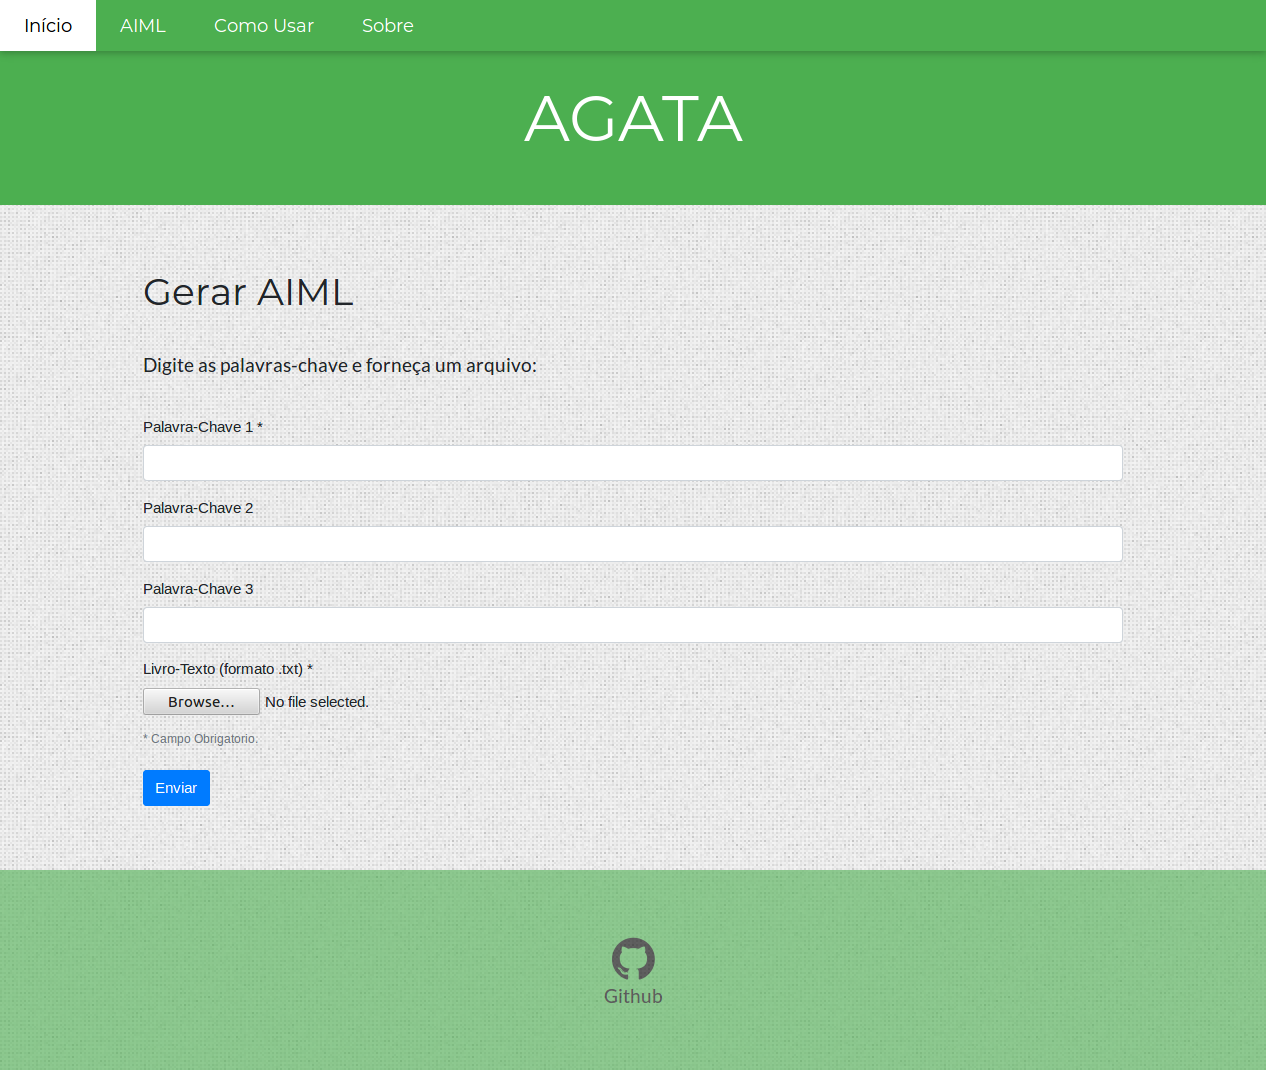 Início AIML Como Usar Sobre
AGATA
Gerar AIML
Digite as palavras-chave e forneça um arquivo:
Palavra-Chave 1 *
Palavra-Chave 2
Palavra-Chave 3
Livro-Texto (formato .txt) *
Browse... No file selected.
* Campo Obrigatorio.
Enviar
Github